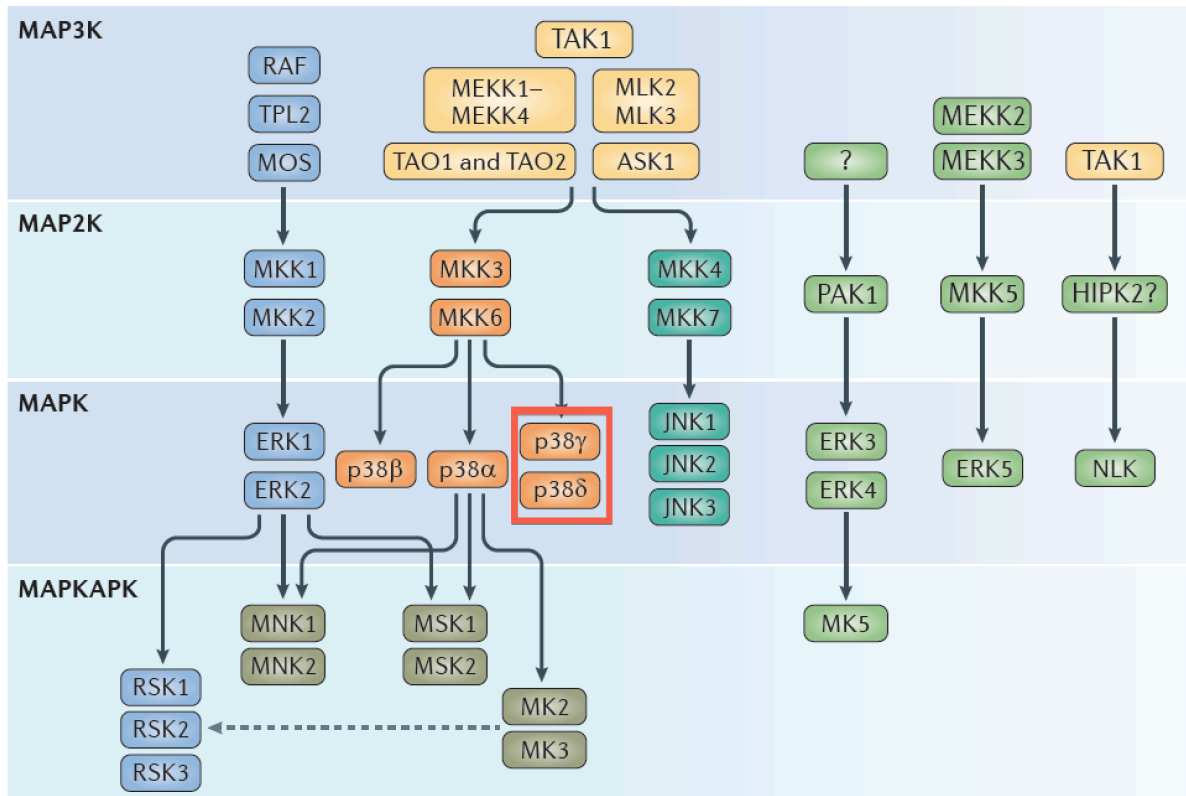 MAP3K
TAK1
RAF
MEKK1–
MEKK4
MLK2
MLK3
TPL2
MEKK2
MOS
TAO1 and TAO2
ASK1
?
MEKK3
TAK1
MAP2K
MKK1
MKK3
MKK4
PAK1
MKK5
HIPK2?
MKK2
MKK6
MKK7
MAPK
ERK1
p38β
p38α
p38γ
JNK1
ERK3
ERK5
NLK
ERK2
p38δ
JNK2
ERK4
JNK3
MAPKAPK
MNK1
MSK1
MK5
MNK2
MSK2
RSK1
MK2
RSK2
MK3
RSK3